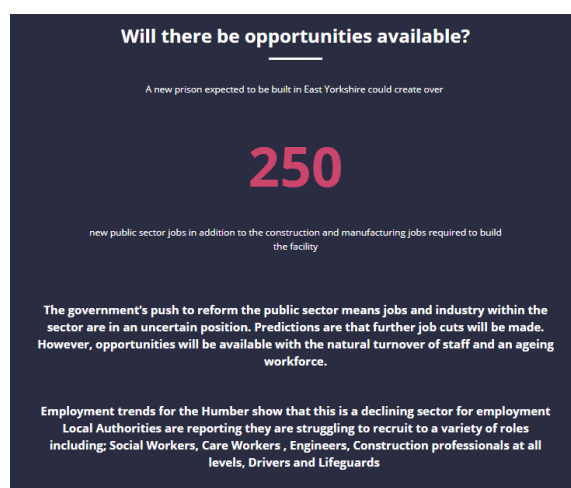 Will there be opportunities available?
A new prison expected to be built in East Yorkshire could create over
250
new public sector jobs in addition to the construction and manufacturing jobs required to build
the facility
The government's push to reform the public sector means jobs and industry within the
sector are in an uncertain position. Predictions are that further job cuts will be made.
However, opportunities will be available with the natural turnover of staff and an ageing
workforce.
Employment trends for the Humber show that this is a declining sector for employment
Local Authorities are reporting they are struggling to recruit to a variety of roles
including; Social Workers, Care Workers , Engineers, Construction professionals at all
levels, Drivers and Lifeguards